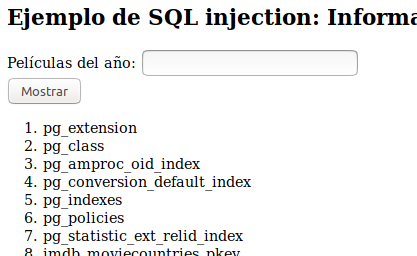 Ejemplo de SQL injection: Informa
Películas del año:
Mostrar
1. pg_extension
2. pg_class
3. pg_amproc_oid_index
4. pg_conversion_default_index
5. pg_indexes
6. pg_policies
7. pg_statistic_ext_relid_index
8. imdb_moviecountries_pkey